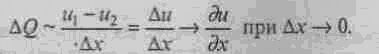 ΔQ ~ (u₁ − u₂)/(·Δx) = Δu/Δx → ∂u/∂x при Δx → 0.